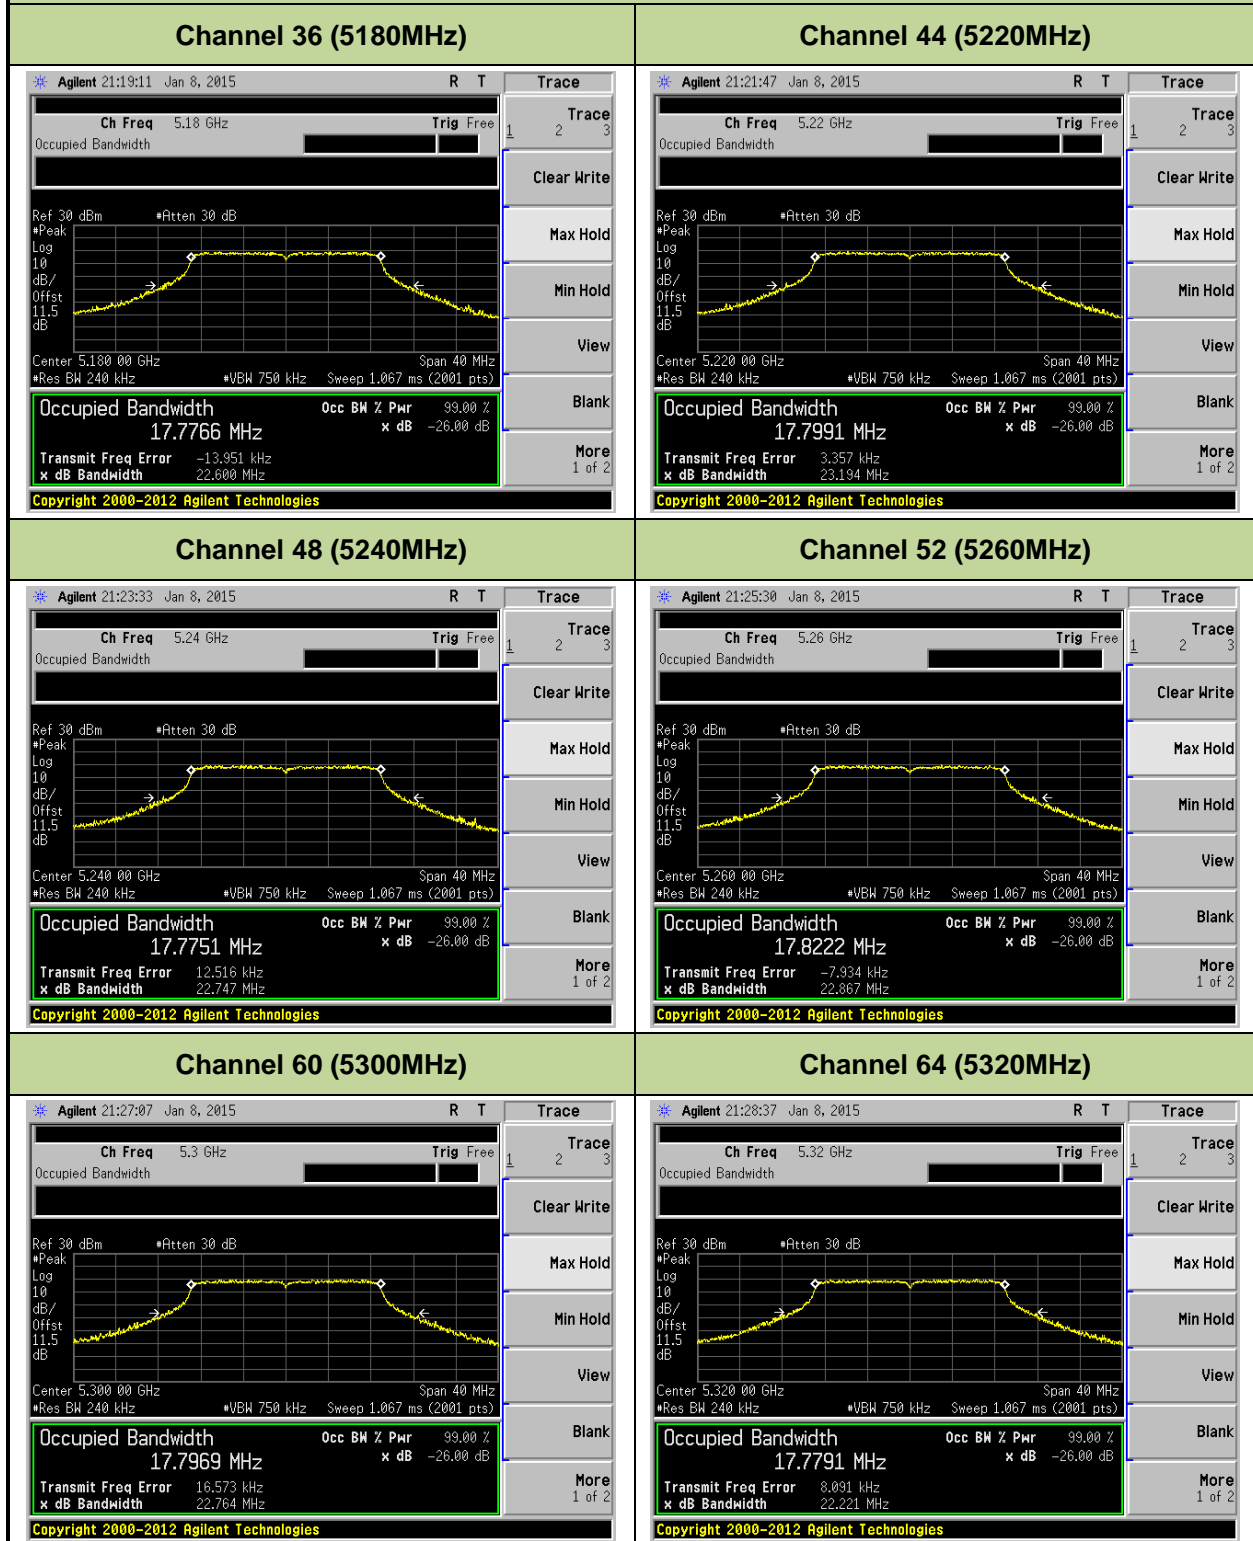 Channel 36 (5180MHz)
Channel 44 (5220MHz)
Agilent 21:19:11 Jan 8, 2015 R T Trace
Ch Freq 5.18 GHz Trig Free
Occupied Bandwidth
Trace
1 2 3
Clear Write
Ref 30 dBm #Atten 30 dB
#Peak
Log
10
dB/
Offst
11.5
dB
Max Hold
Min Hold
View
Center 5.180 00 GHz Span 40 MHz
#Res BW 240 kHz #VBW 750 kHz Sweep 1.067 ms (2001 pts)
Occupied Bandwidth Occ BW % Pwr 99.00 %
17.7766 MHz x dB -26.00 dB
Transmit Freq Error -13.951 kHz
x dB Bandwidth 22.600 MHz
Blank
More
1 of 2
Copyright 2000-2012 Agilent Technologies
Agilent 21:21:47 Jan 8, 2015 R T Trace
Ch Freq 5.22 GHz Trig Free
Occupied Bandwidth
Trace
1 2 3
Clear Write
Ref 30 dBm #Atten 30 dB
#Peak
Log
10
dB/
Offst
11.5
dB
Max Hold
Min Hold
View
Center 5.220 00 GHz Span 40 MHz
#Res BW 240 kHz #VBW 750 kHz Sweep 1.067 ms (2001 pts)
Occupied Bandwidth Occ BW % Pwr 99.00 %
17.7991 MHz x dB -26.00 dB
Transmit Freq Error 3.357 kHz
x dB Bandwidth 23.194 MHz
Blank
More
1 of 2
Copyright 2000-2012 Agilent Technologies
Channel 48 (5240MHz)
Channel 52 (5260MHz)
Agilent 21:23:33 Jan 8, 2015 R T Trace
Ch Freq 5.24 GHz Trig Free
Occupied Bandwidth
Trace
1 2 3
Clear Write
Ref 30 dBm #Atten 30 dB
#Peak
Log
10
dB/
Offst
11.5
dB
Max Hold
Min Hold
View
Center 5.240 00 GHz Span 40 MHz
#Res BW 240 kHz #VBW 750 kHz Sweep 1.067 ms (2001 pts)
Occupied Bandwidth Occ BW % Pwr 99.00 %
17.7751 MHz x dB -26.00 dB
Transmit Freq Error 12.516 kHz
x dB Bandwidth 22.747 MHz
Blank
More
1 of 2
Copyright 2000-2012 Agilent Technologies
Agilent 21:25:30 Jan 8, 2015 R T Trace
Ch Freq 5.26 GHz Trig Free
Occupied Bandwidth
Trace
1 2 3
Clear Write
Ref 30 dBm #Atten 30 dB
#Peak
Log
10
dB/
Offst
11.5
dB
Max Hold
Min Hold
View
Center 5.260 00 GHz Span 40 MHz
#Res BW 240 kHz #VBW 750 kHz Sweep 1.067 ms (2001 pts)
Occupied Bandwidth Occ BW % Pwr 99.00 %
17.8222 MHz x dB -26.00 dB
Transmit Freq Error -7.934 kHz
x dB Bandwidth 22.867 MHz
Blank
More
1 of 2
Copyright 2000-2012 Agilent Technologies
Channel 60 (5300MHz)
Channel 64 (5320MHz)
Agilent 21:27:07 Jan 8, 2015 R T Trace
Ch Freq 5.3 GHz Trig Free
Occupied Bandwidth
Trace
1 2 3
Clear Write
Ref 30 dBm #Atten 30 dB
#Peak
Log
10
dB/
Offst
11.5
dB
Max Hold
Min Hold
View
Center 5.300 00 GHz Span 40 MHz
#Res BW 240 kHz #VBW 750 kHz Sweep 1.067 ms (2001 pts)
Occupied Bandwidth Occ BW % Pwr 99.00 %
17.7969 MHz x dB -26.00 dB
Transmit Freq Error 16.573 kHz
x dB Bandwidth 22.764 MHz
Blank
More
1 of 2
Copyright 2000-2012 Agilent Technologies
Agilent 21:28:37 Jan 8, 2015 R T Trace
Ch Freq 5.32 GHz Trig Free
Occupied Bandwidth
Trace
1 2 3
Clear Write
Ref 30 dBm #Atten 30 dB
#Peak
Log
10
dB/
Offst
11.5
dB
Max Hold
Min Hold
View
Center 5.320 00 GHz Span 40 MHz
#Res BW 240 kHz #VBW 750 kHz Sweep 1.067 ms (2001 pts)
Occupied Bandwidth Occ BW % Pwr 99.00 %
17.7791 MHz x dB -26.00 dB
Transmit Freq Error 8.091 kHz
x dB Bandwidth 22.221 MHz
Blank
More
1 of 2
Copyright 2000-2012 Agilent Technologies